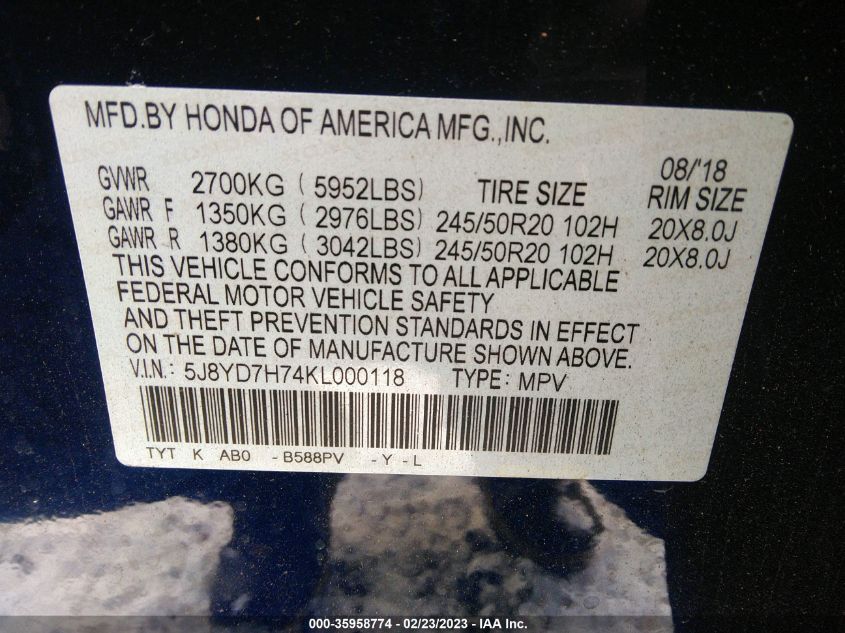 MFD.BY HONDA OF AMERICA MFG.,INC.
08/'18
GVWR 2700KG ( 5952LBS) TIRE SIZE RIM SIZE
GAWR F 1350KG ( 2976LBS) 245/50R20 102H 20X8.0J
GAWR R 1380KG ( 3042LBS) 245/50R20 102H 20X8.0J
THIS VEHICLE CONFORMS TO ALL APPLICABLE
FEDERAL MOTOR VEHICLE SAFETY
AND THEFT PREVENTION STANDARDS IN EFFECT
ON THE DATE OF MANUFACTURE SHOWN ABOVE.
V.I.N.: 5J8YD7H74KL000118 TYPE: MPV
TYT K AB0 - B588PV - Y - L
000-35958774 / 02/23/2023 - IAA Inc.